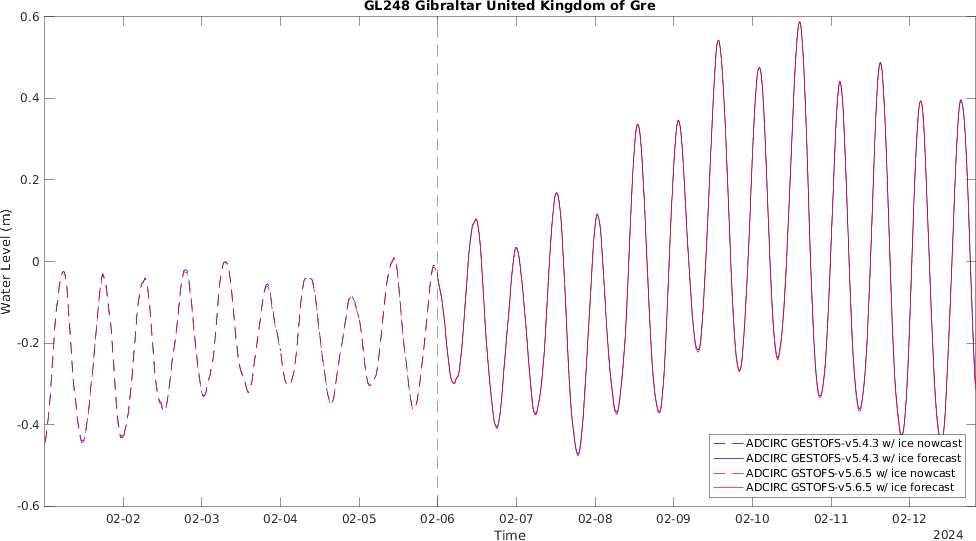 GL248 Gibraltar United Kingdom of Gre
0.6
0.4
0.2
0
-0.2
-0.4
-0.6
Water Level (m)
02-02 02-03 02-04 02-05 02-06 02-07 02-08 02-09 02-10 02-11 02-12
Time
2024
ADCIRC GESTOFS-v5.4.3 w/ ice nowcast
ADCIRC GESTOFS-v5.4.3 w/ ice forecast
ADCIRC GSTOFS-v5.6.5 w/ ice nowcast
ADCIRC GSTOFS-v5.6.5 w/ ice forecast